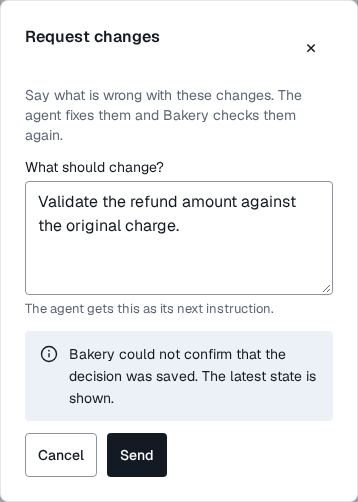 Request changes
Say what is wrong with these changes. The
agent fixes them and Bakery checks them
again.
What should change?
Validate the refund amount against
the original charge.
The agent gets this as its next instruction.
Bakery could not confirm that the
decision was saved. The latest state is
shown.
Cancel
Send